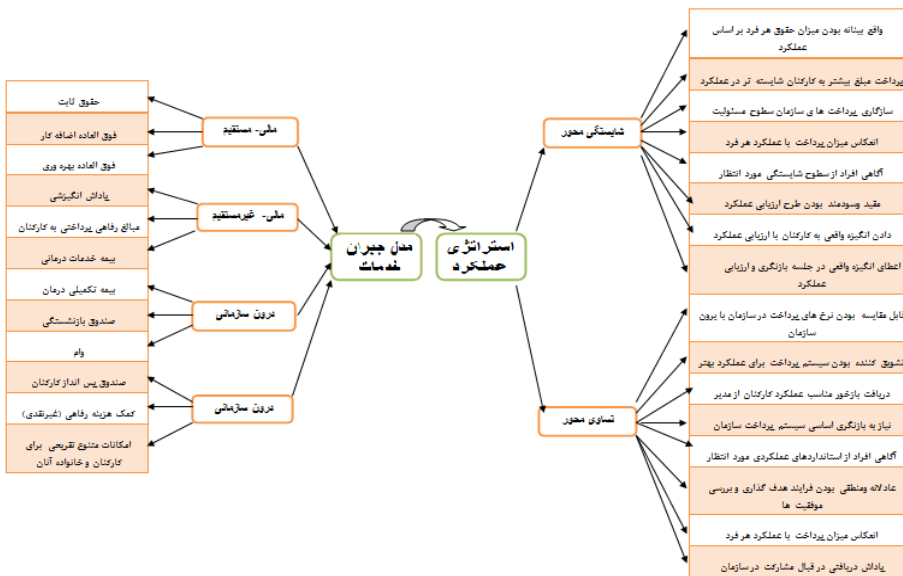 واقع بینانه بودن میزان حقوق هر فرد بر اساس
عملکرد
پرداخت مبلغ بیشتر به کارکنان شایسته تر در عملکرد
سازگاری پرداخت ها ی سازمان سطوح مسئولیت
انعکاس میزان پرداخت با عملکرد هر فرد
آگاهی افراد از سطوح شایستگی مورد انتظار
مفید وسودمند بودن طرح ارزیابی عملکرد
دادن انگیزه واقعی به کارکنان با ارزیابی عملکرد
اعطای انگیزه واقعی در جلسه بازنگری و ارزیابی
عملکرد
شایستگی محور
قابل مقایسه بودن نرخ های پرداخت در سازمان با برون
سازمان
تشویق کننده بودن سیستم پرداخت برای عملکرد بهتر
دریافت بازخور مناسب عملکرد کارکنان از مدیر
نیاز به بازنگری اساسی سیستم پرداخت سازمان
آگاهی افراد از استانداردهای عملکردی مورد انتظار
عادلانه ومنطقی بودن فرایند هدف گذاری و بررسی
موفقیت ها
انعکاس میزان پرداخت با عملکرد هر فرد
پاداش دریافتی در قبال مشارکت در سازمان
تساوی محور
استراتژی
عملکرد
مدل جبران
خدمات
مالی- مستقیم
حقوق ثابت
فوق العاده اضافه کار
فوق العاده بهره وری
مالی- غیرمستقیم
پاداش انگیزشی
مبالغ رفاهی پرداختی به کارکنان
بیمه خدمات درمانی
درون سازمانی
بیمه تکمیلی درمان
صندوق بازنشستگی
وام
درون سازمانی
صندوق پس انداز کارکنان
کمک هزینه رفاهی (غیرنقدی)
امکانات متنوع تفریحی برای
کارکنان و خانواده آنان